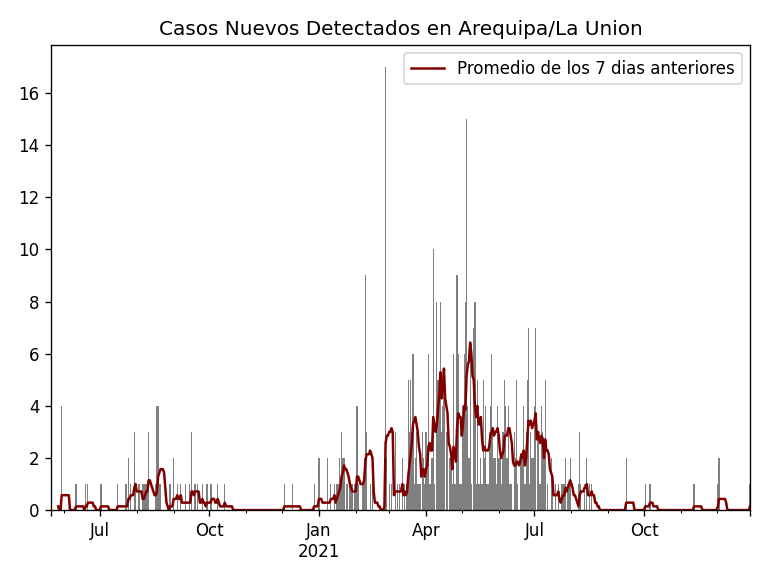 Casos Nuevos Detectados en Arequipa/La Union
Promedio de los 7 dias anteriores
16
14
12
10
8
6
4
2
0
Jul
Oct
Jan
2021
Apr
Jul
Oct